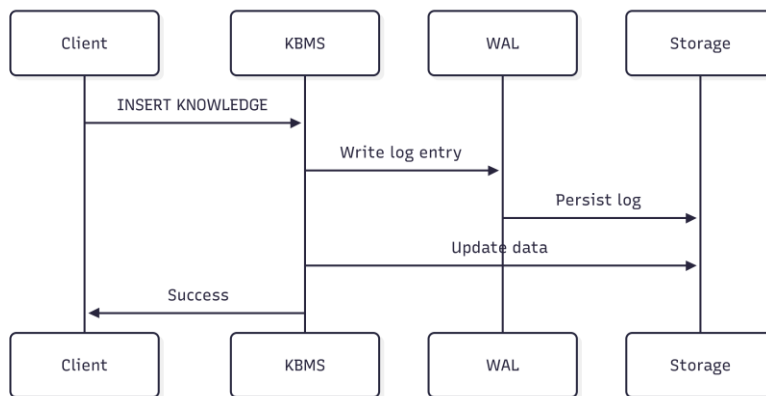 Client
KBMS
WAL
Storage
INSERT KNOWLEDGE
Write log entry
Persist log
Update data
Success
Client
KBMS
WAL
Storage